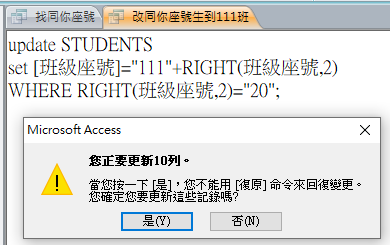 找同你座號
改同你座號生到111班
update STUDENTS
set [班級座號]="111"+RIGHT(班級座號,2)
WHERE RIGHT(班級座號,2)="20";
Microsoft Access
您正要更新10列。
當您按一下 [是]，您不能用 [復原] 命令來回復變更。
您確定您要更新這些記錄嗎?
是(Y)
否(N)